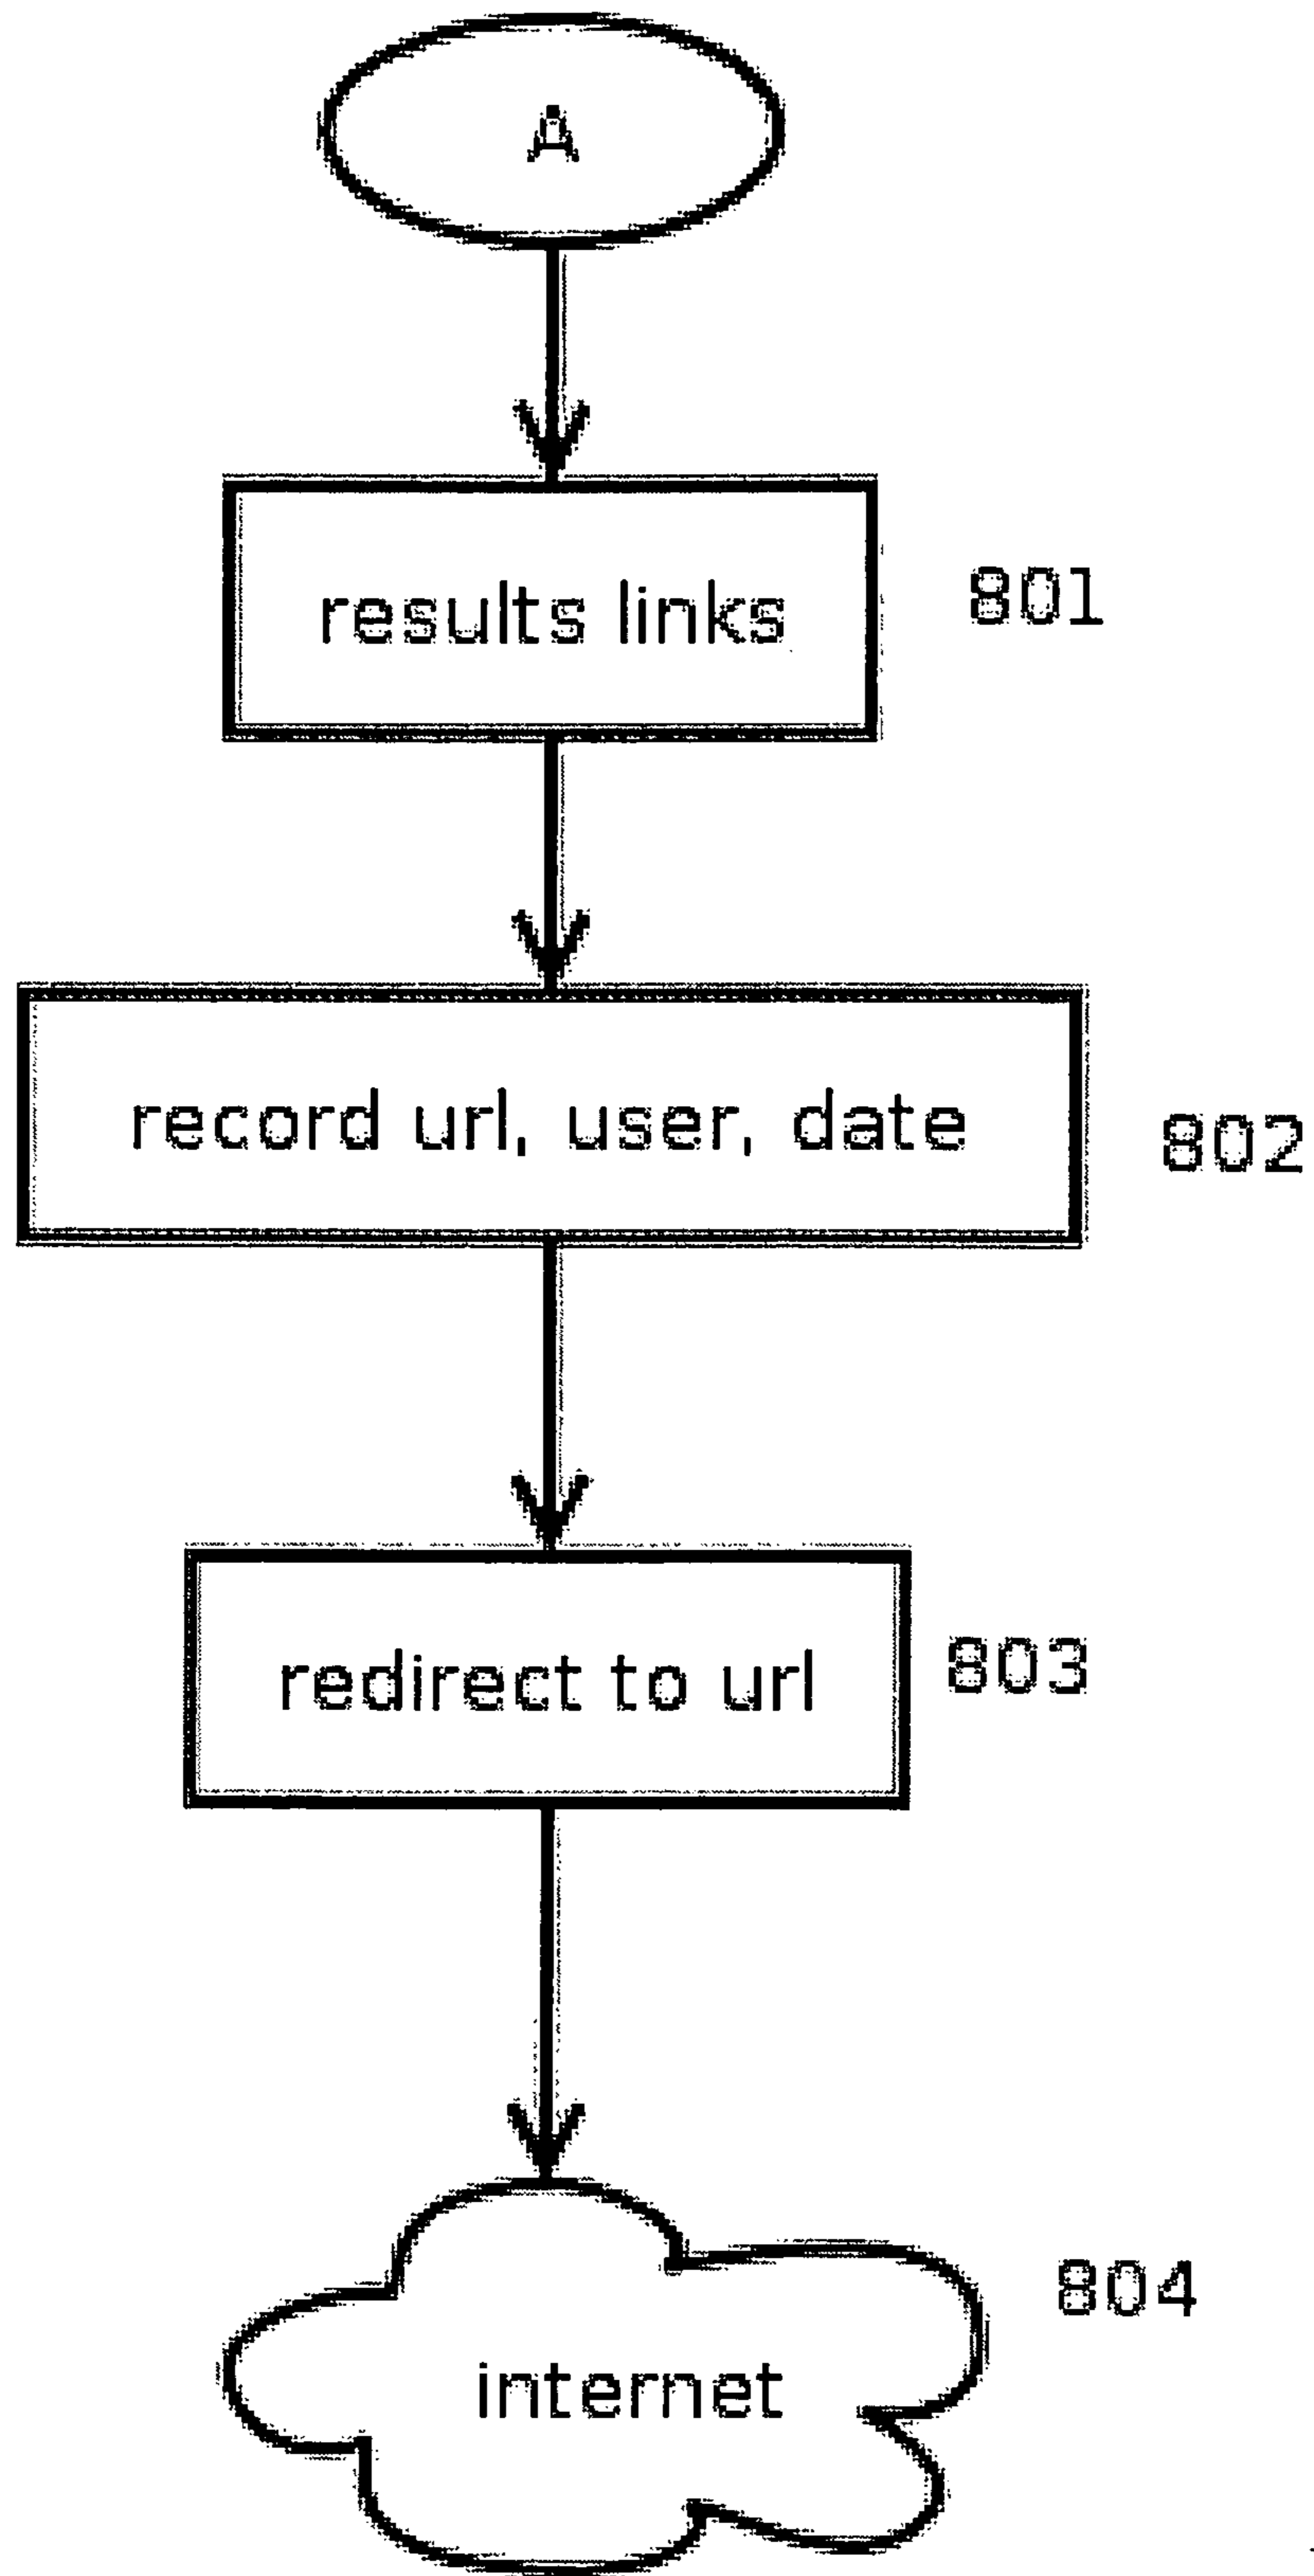 A
results links
801
record url, user, date
802
redirect to url
803
804
internet